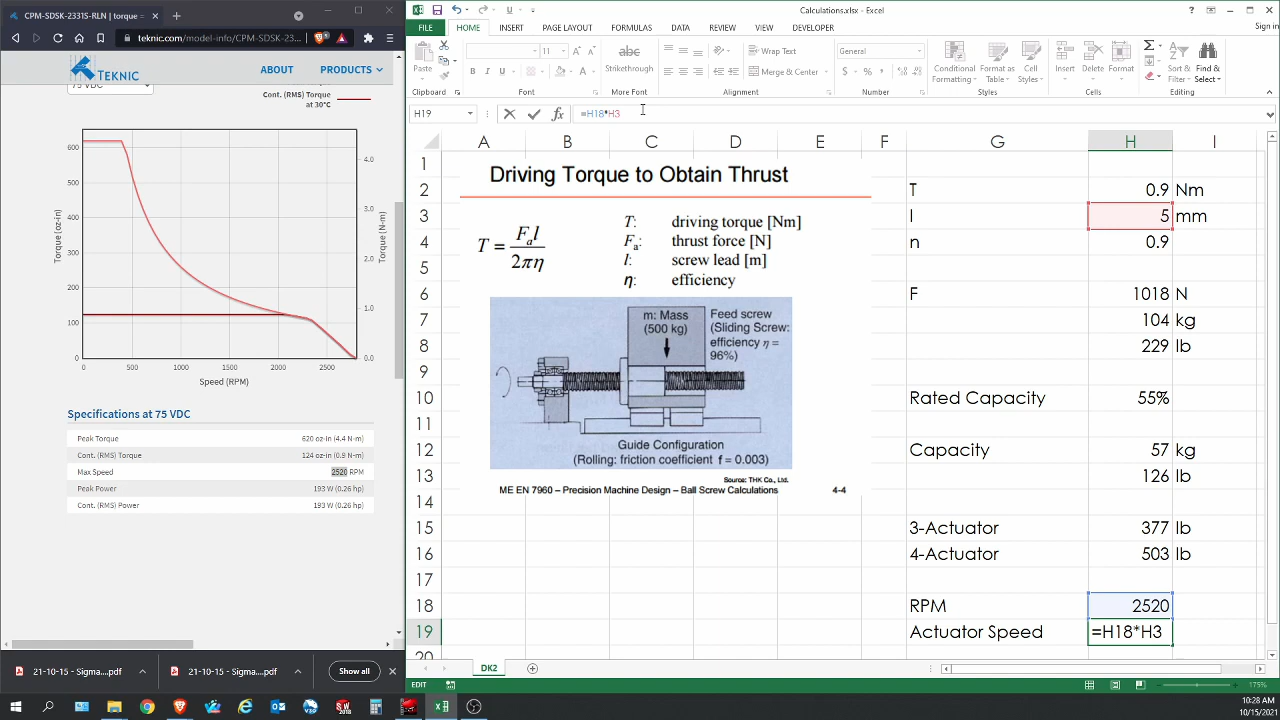 CPM-SDSK-2331S-RLN | torque =
teknic.com/model-info/CPM-SDSK-23...
TEKNIC
ABOUT
PRODUCTS
75 VDC
Cont. (RMS) Torque
at 30°C
600
500
400
300
200
100
0
4.0
3.0
2.0
1.0
0.0
Torque (oz-in)
Torque (N-m)
0
500
1000
1500
2000
2500
Speed (RPM)
Specifications at 75 VDC
Peak Torque 620 oz-in (4.4 N-m)
Cont. (RMS) Torque 124 oz-in (0.9 N-m)
Max Speed 2520 RPM
Peak Power 193 W (0.26 hp)
Cont. (RMS) Power 193 W (0.26 hp)
21-10-15 - Sigma....pdf
21-10-15 - Sigma....pdf
Show all
Calculations.xlsx - Excel
Sign in
FILE HOME INSERT PAGE LAYOUT FORMULAS DATA REVIEW VIEW DEVELOPER
Paste
Clipboard
11
B I U
Font
abc
Strikethrough
More Font
Wrap Text
Merge & Center
Alignment
General
$ %
Number
Conditional Formatting
Format as Table
Cell Styles
Styles
Insert Delete Format
Cells
Sort & Filter
Find & Select
Editing
H19
fx
=H18*H3
A B C D E F G H I
1
Driving Torque to Obtain Thrust
T = Fa l / 2πη
T: driving torque [Nm]
Fa: thrust force [N]
l: screw lead [m]
η: efficiency
m: Mass
(500 kg)
Feed screw
(Sliding Screw:
efficiency η =
96%)
Guide Configuration
(Rolling: friction coefficient f = 0.003)
Source: THK Co., Ltd.
ME EN 7960 – Precision Machine Design – Ball Screw Calculations 4-4
2 T 0.9 Nm
3 l 5 mm
4 n 0.9
5
6 F 1018 N
7 104 kg
8 229 lb
9
10 Rated Capacity 55%
11
12 Capacity 57 kg
13 126 lb
14
15 3-Actuator 377 lb
16 4-Actuator 503 lb
17
18 RPM 2520
19 Actuator Speed =H18*H3
20
DK2
EDIT
175%
10:28 AM
10/15/2021